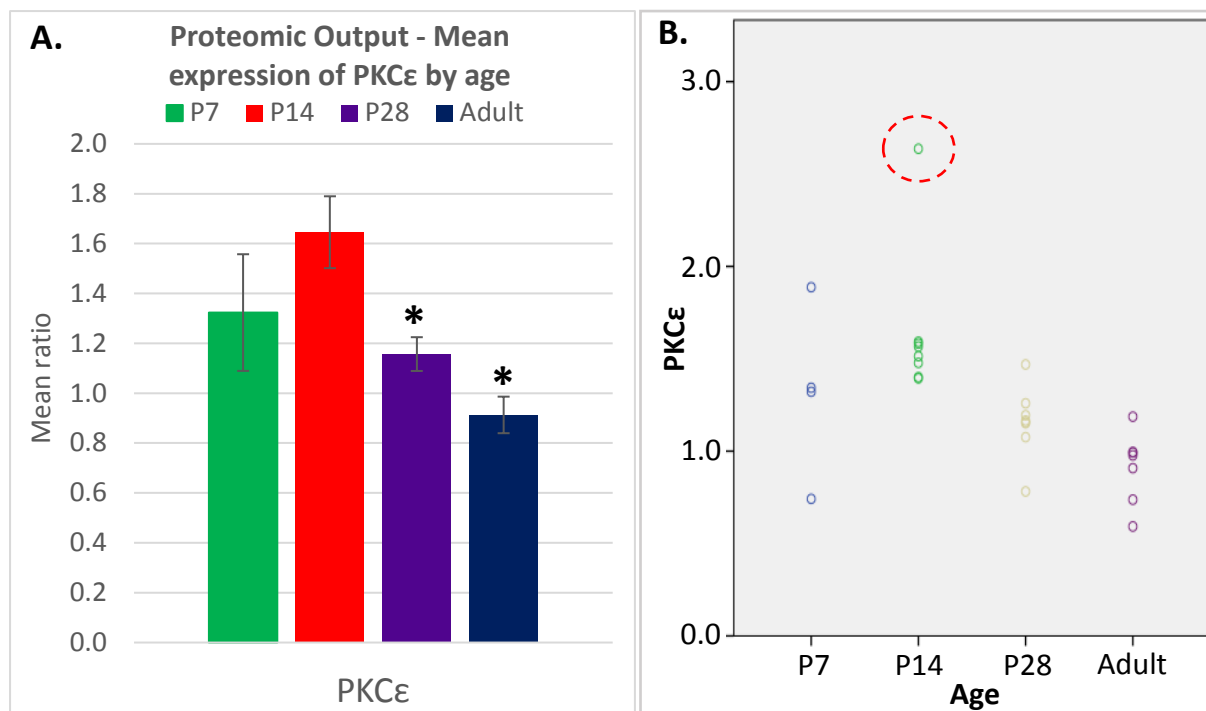 A.
Proteomic Output - Mean
expression of PKCε by age
P7 P14 P28 Adult
2.0
1.8
1.6
1.4
1.2
1.0
0.8
0.6
0.4
0.2
0.0
Mean ratio
*
*
PKCε
B.
3.0
2.0
1.0
0.0
PKCε
P7 P14 P28 Adult
Age